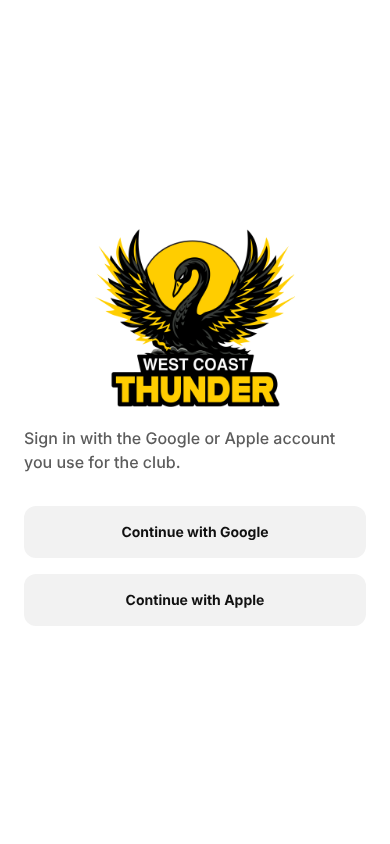 WEST COAST
THUNDER
Sign in with the Google or Apple account
you use for the club.
Continue with Google
Continue with Apple